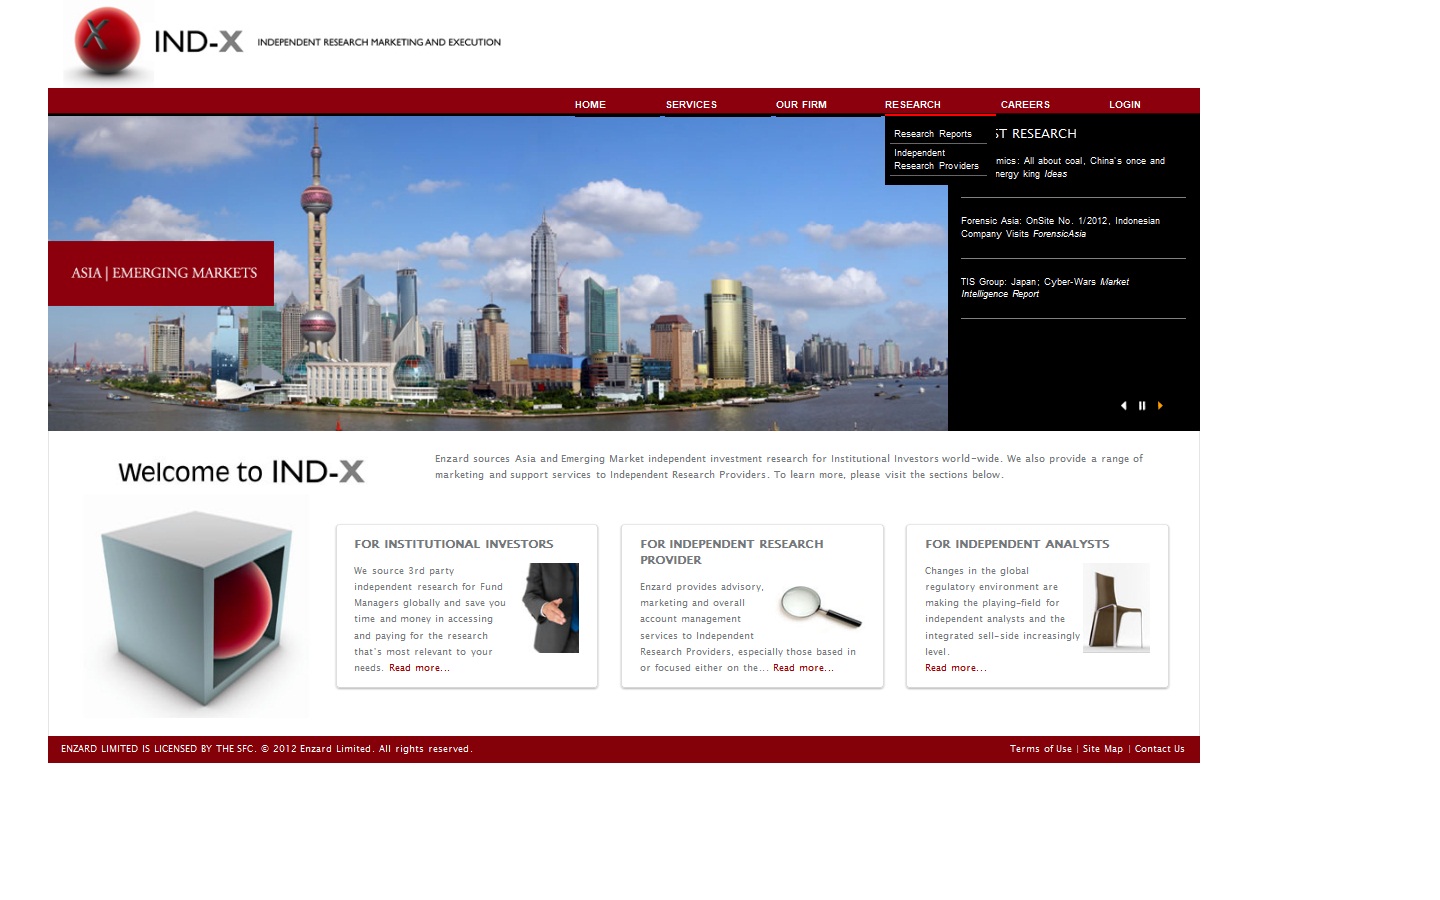 IND-X INDEPENDENT RESEARCH MARKETING AND EXECUTION
HOME SERVICES OUR FIRM RESEARCH CAREERS LOGIN
Research Reports
Independent
Research Providers
RESEARCH
All about coal, China's once and
king Ideas
Forensic Asia: OnSite No. 1/2012, Indonesian
Company Visits ForensicAsia
TIS Group: Japan; Cyber-Wars Market
Intelligence Report
ASIA | EMERGING MARKETS
Welcome to IND-X
Enzard sources Asia and Emerging Market independent investment research for Institutional Investors world-wide. We also provide a range of
marketing and support services to Independent Research Providers. To learn more, please visit the sections below.
FOR INSTITUTIONAL INVESTORS
We source 3rd party
independent research for Fund
Managers globally and save you
time and money in accessing
and paying for the research
that's most relevant to your
needs. Read more...
FOR INDEPENDENT RESEARCH
PROVIDER
Enzard provides advisory,
marketing and overall
account management
services to Independent
Research Providers, especially those based in
or focused either on the... Read more...
FOR INDEPENDENT ANALYSTS
Changes in the global
regulatory environment are
making the playing-field for
independent analysts and the
integrated sell-side increasingly
level.
Read more...
ENZARD LIMITED IS LICENSED BY THE SFC. © 2012 Enzard Limited. All rights reserved.
Terms of Use | Site Map | Contact Us